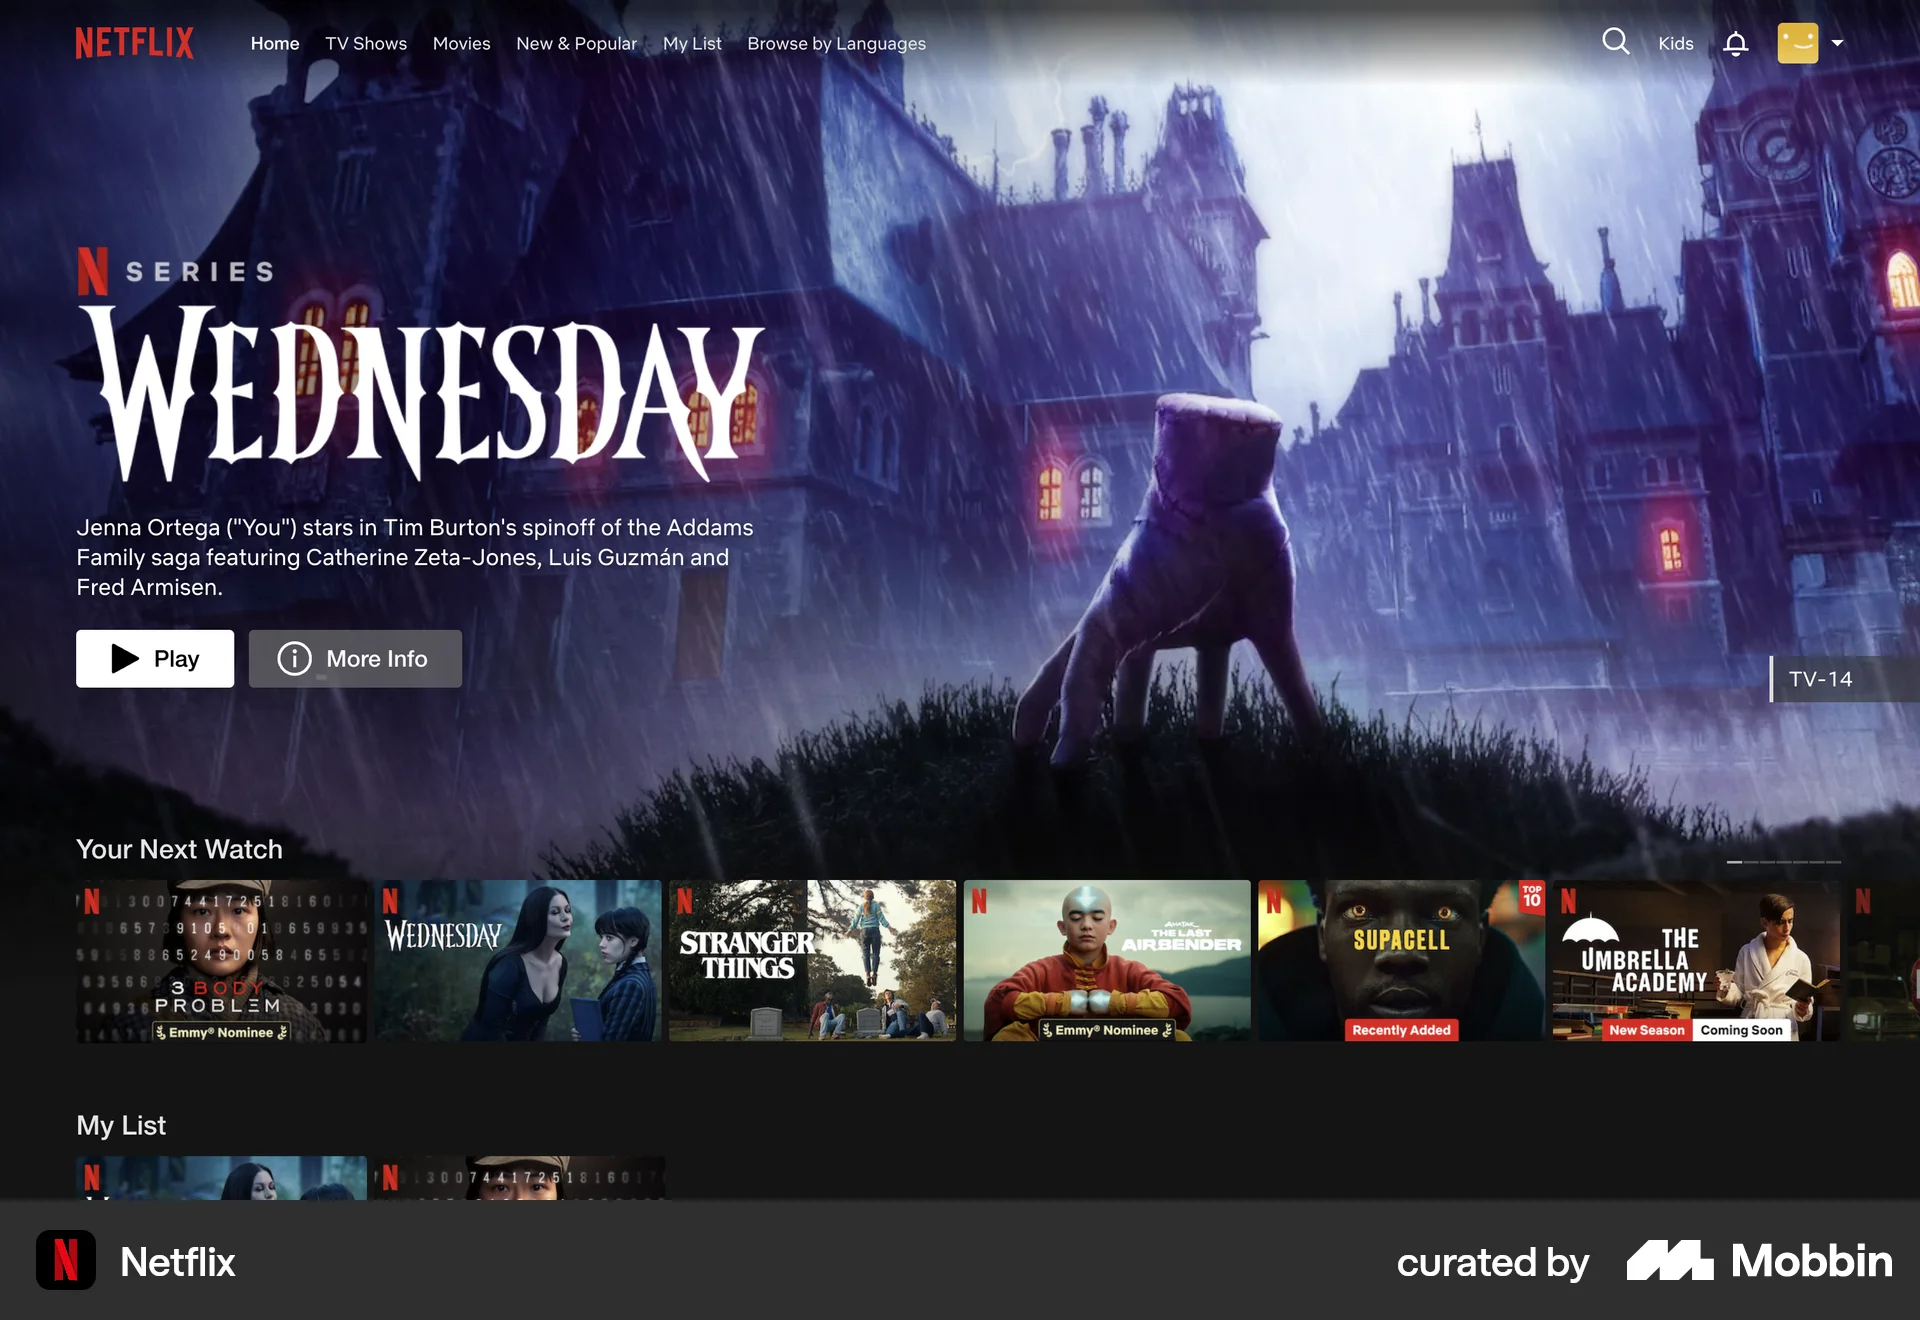 NETFLIX
Home
TV Shows
Movies
New & Popular
My List
Browse by Languages
Kids
N SERIES
WEDNESDAY
Jenna Ortega ("You") stars in Tim Burton's spinoff of the Addams
Family saga featuring Catherine Zeta-Jones, Luis Guzmán and
Fred Armisen.
Play
More Info
TV-14
Your Next Watch
N
3 BODY
PROBLEM
Emmy® Nominee
N
WEDNESDAY
N
STRANGER
THINGS
N
AVATAR
THE LAST
AIRBENDER
Emmy® Nominee
N
TOP
10
SUPACELL
Recently Added
N
THE
UMBRELLA
ACADEMY
New Season
Coming Soon
N
My List
N
N
Netflix
curated by
Mobbin